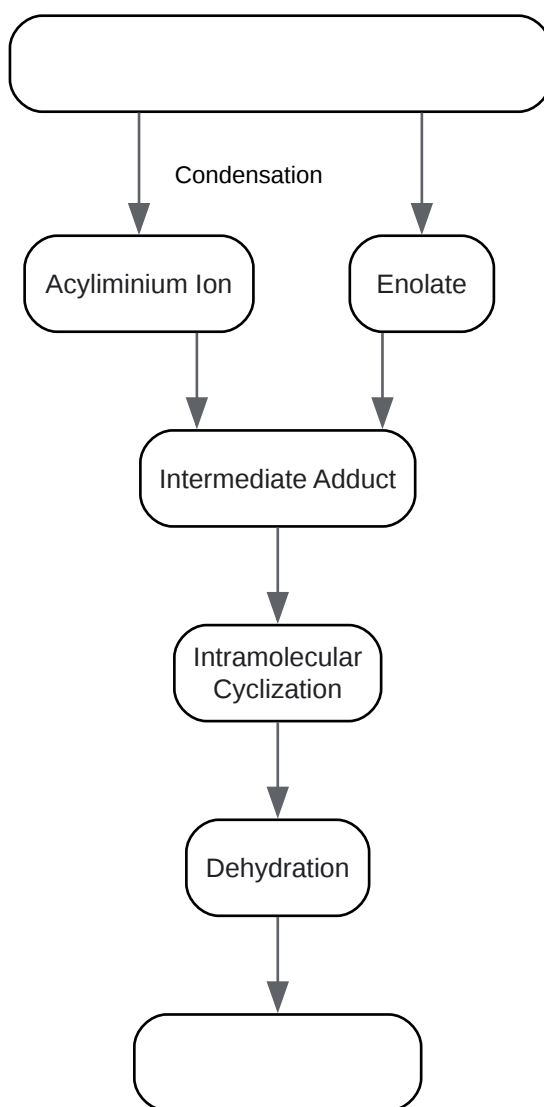 Condensation
Acyliminium Ion
Enolate
Intermediate Adduct
Intramolecular
Cyclization
Dehydration